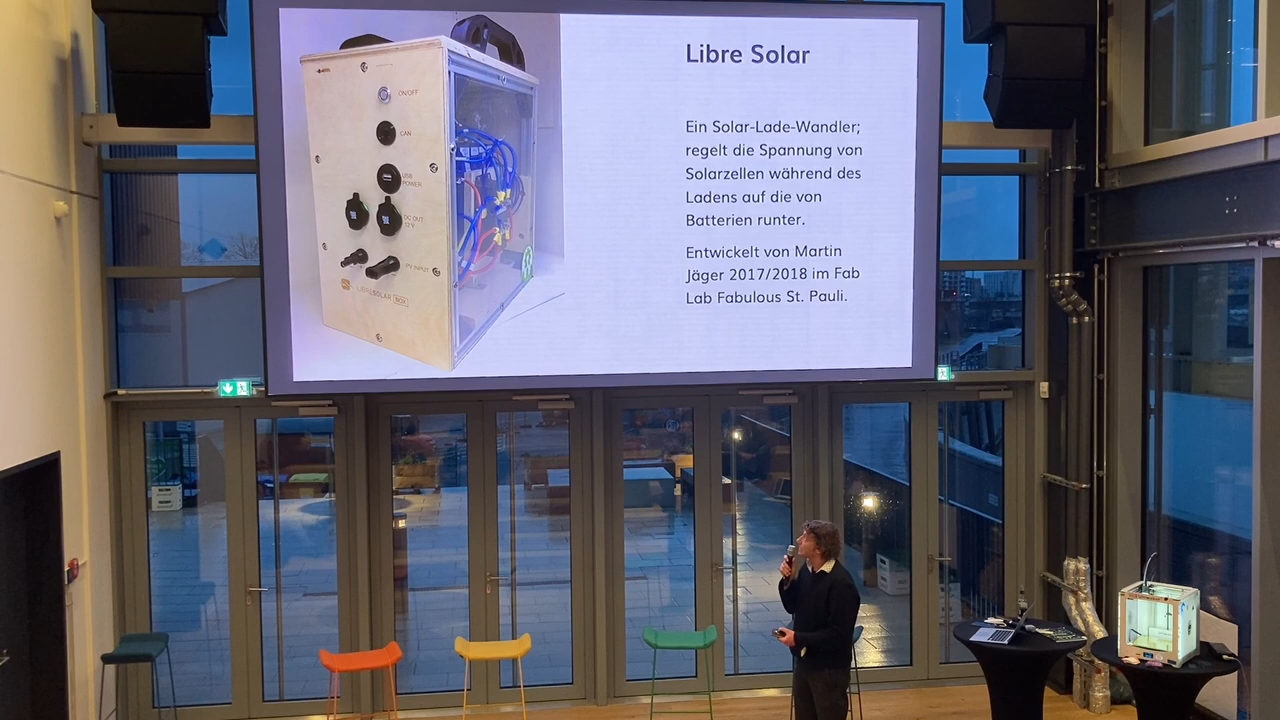 Libre Solar
Ein Solar-Lade-Wandler;
regelt die Spannung von
Solarzellen während des
Ladens auf die von
Batterien runter.
Entwickelt von Martin
Jäger 2017/2018 im Fab
Lab Fabulous St. Pauli.
ON/OFF
CAN
USB
POWER
DC OUT
12 V
PV INPUT
LIBRESOLAR BOX